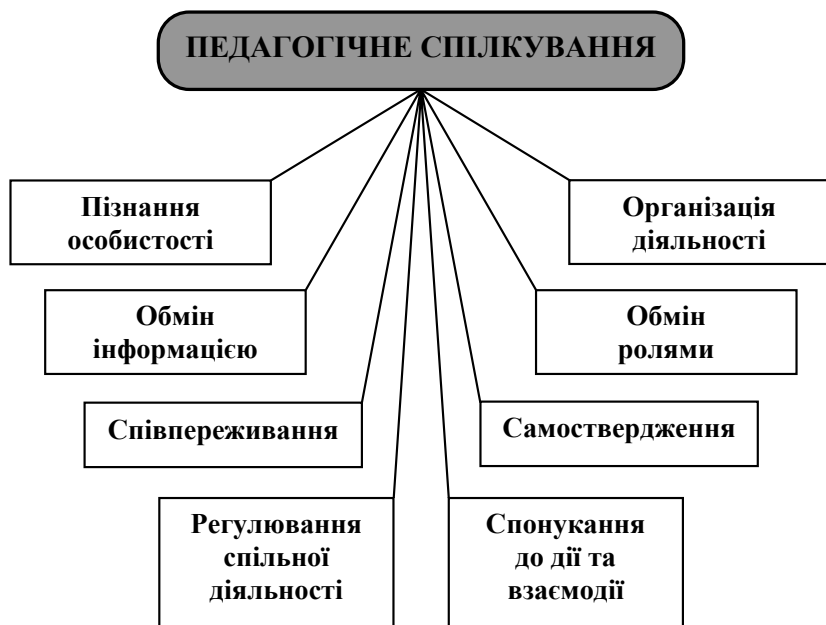 ПЕДАГОГІЧНЕ СПІЛКУВАННЯ
Пізнання
особистості
Організація
діяльності
Обмін
інформацією
Обмін
ролями
Співпереживання
Самоствердження
Регулювання
спільної
діяльності
Спонукання
до дії та
взаємодії